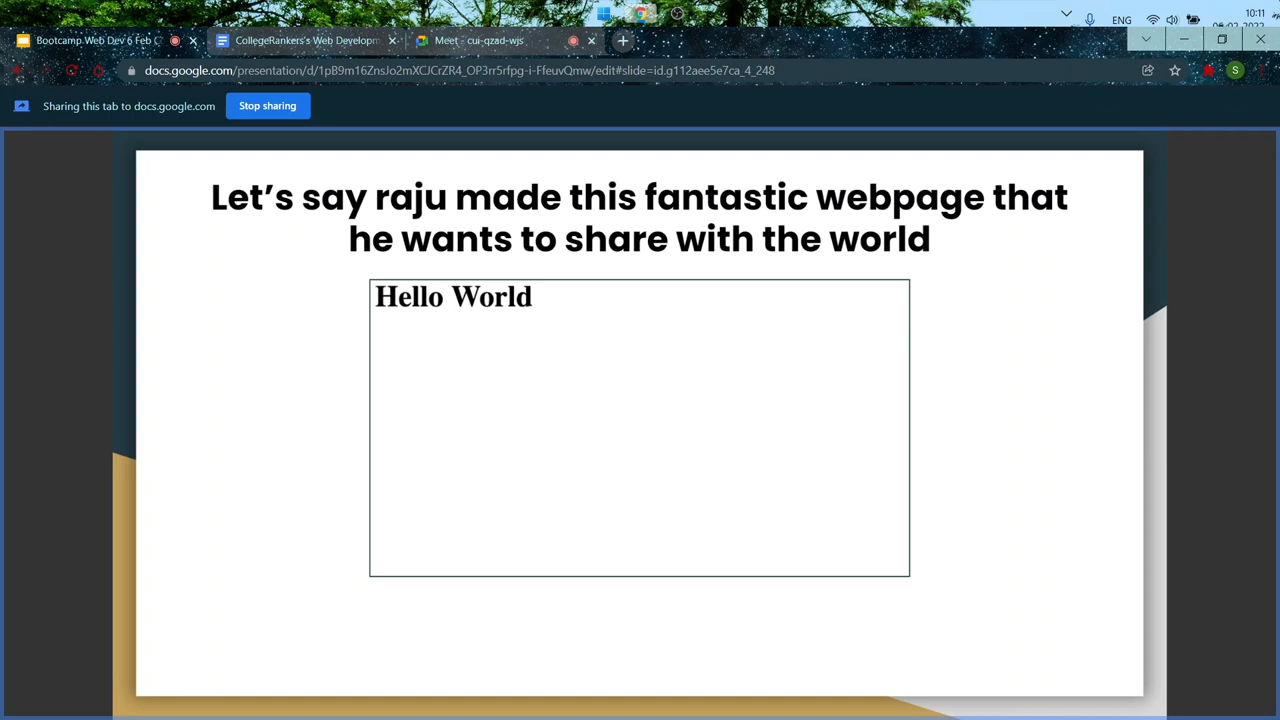 10:11
ENG
Bootcamp Web Dev 6 Feb
CollegeRankers's Web Developm
Meet - cui-qzad-wjs
docs.google.com/presentation/d/1pB9m16ZnsJo2mXCJCrZR4_OP3rr5rfpg-i-FfeuvQmw/edit#slide=id.g112aee5e7ca_4_248
S
Sharing this tab to docs.google.com
Stop sharing
Let’s say raju made this fantastic webpage that
he wants to share with the world
Hello World